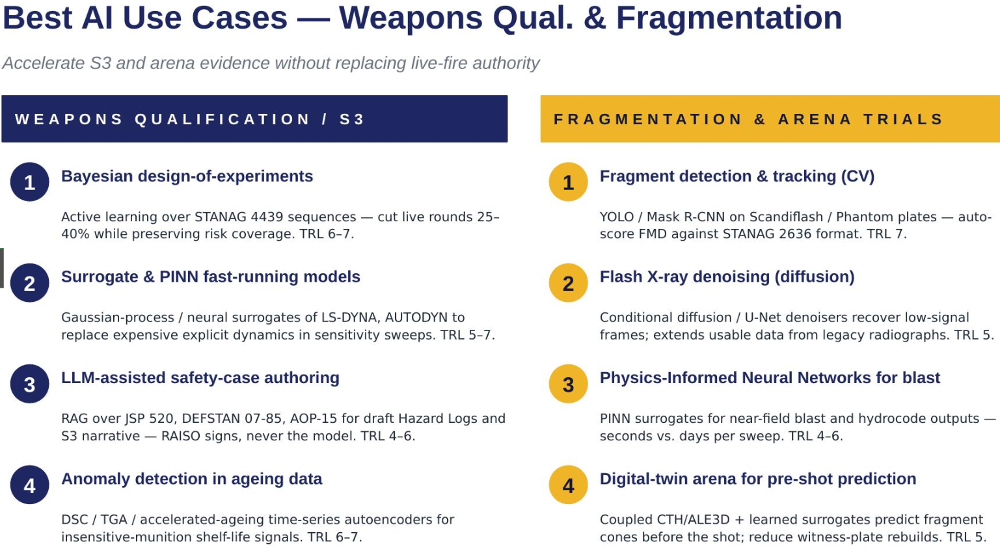 Best AI Use Cases — Weapons Qual. & Fragmentation
Accelerate S3 and arena evidence without replacing live-fire authority
WEAPONS QUALIFICATION / S3
1
Bayesian design-of-experiments
Active learning over STANAG 4439 sequences — cut live rounds 25–
40% while preserving risk coverage. TRL 6–7.
2
Surrogate & PINN fast-running models
Gaussian-process / neural surrogates of LS-DYNA, AUTODYN to
replace expensive explicit dynamics in sensitivity sweeps. TRL 5–7.
3
LLM-assisted safety-case authoring
RAG over JSP 520, DEFSTAN 07-85, AOP-15 for draft Hazard Logs and
S3 narrative — RAISO signs, never the model. TRL 4–6.
4
Anomaly detection in ageing data
DSC / TGA / accelerated-ageing time-series autoencoders for
insensitive-munition shelf-life signals. TRL 6–7.
FRAGMENTATION & ARENA TRIALS
1
Fragment detection & tracking (CV)
YOLO / Mask R-CNN on Scandiflash / Phantom plates — auto-
score FMD against STANAG 2636 format. TRL 7.
2
Flash X-ray denoising (diffusion)
Conditional diffusion / U-Net denoisers recover low-signal
frames; extends usable data from legacy radiographs. TRL 5.
3
Physics-Informed Neural Networks for blast
PINN surrogates for near-field blast and hydrocode outputs —
seconds vs. days per sweep. TRL 4–6.
4
Digital-twin arena for pre-shot prediction
Coupled CTH/ALE3D + learned surrogates predict fragment
cones before the shot; reduce witness-plate rebuilds. TRL 5.